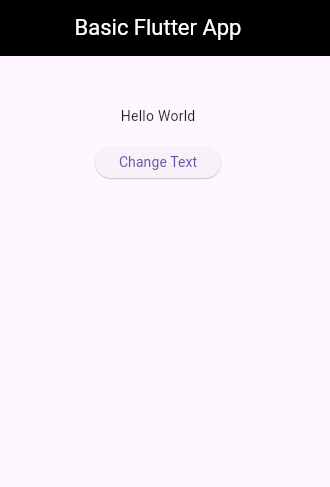 Basic Flutter App
Hello World
Change Text